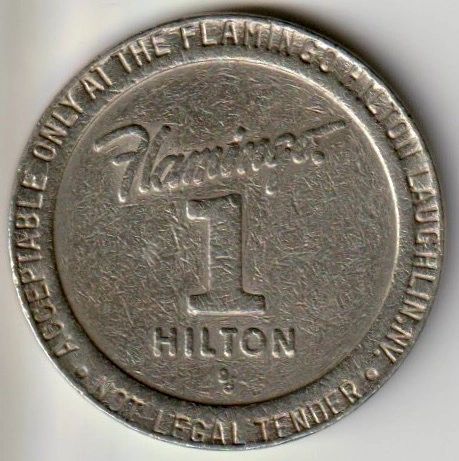 • ACCEPTABLE ONLY AT THE FLAMINGO HILTON LAUGHLIN, NV. •
NOT LEGAL TENDER
Flamingo
1
HILTON